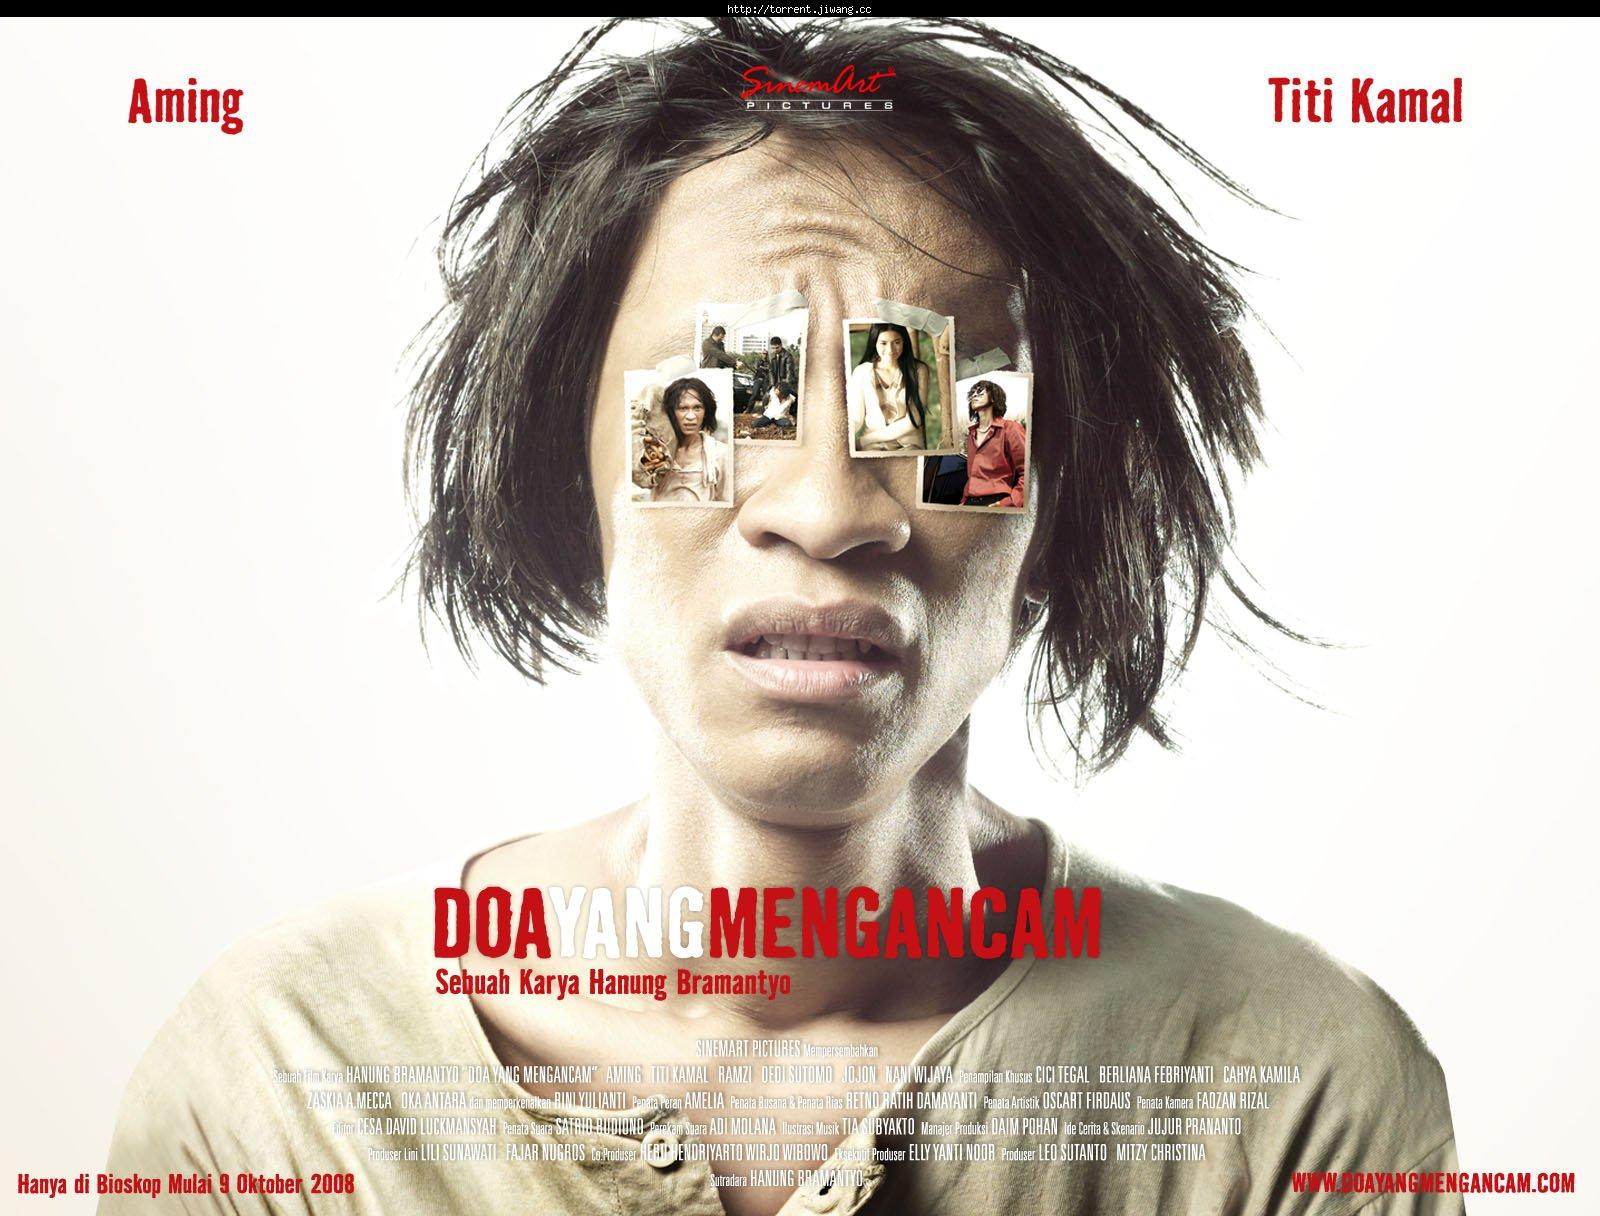 http://torrent.jiwang.cc
Aming
SinemArt®
PICTURES
Titi Kamal
DOAYANGMENGANCAM
Sebuah Karya Hanung Bramantyo
SINEMART PICTURES Mempersembahkan
Sebuah Film Karya HANUNG BRAMANTYO "DOA YANG MENGANCAM" AMING TITI KAMAL RAMZI DEDI SUTOMO JOJON NANI WIJAYA Penampilan Khusus CICI TEGAL BERLIANA FEBRIYANTI CAHYA KAMILA
ZASKIA A.MECCA OKA ANTARA dan memperkenalkan RINI YULIANTI Penata Peran AMELIA Penata Busana & Penata Rias RETNO RATIH DAMAYANTI Penata Artistik OSCART FIRDAUS Penata Kamera FAOZAN RIZAL
Editor CESA DAVID LUCKMANSYAH Penata Suara SATRIO BUDIONO Perekam Suara ADI MOLANA Ilustrasi Musik TIA SUBYAKTO Manajer Produksi DAIM POHAN Ide Cerita & Skenario JUJUR PRANANTO
Produser Lini LILI SUNAWATI FAJAR NUGROS Co Produser HERU HENDRIYARTO WIRJO WIBOWO Eksekutif Produser ELLY YANTI NOOR Produser LEO SUTANTO MITZY CHRISTINA
Sutradara HANUNG BRAMANTYO
Hanya di Bioskop Mulai 9 Oktober 2008
WWW.DOAYANGMENGANCAM.COM